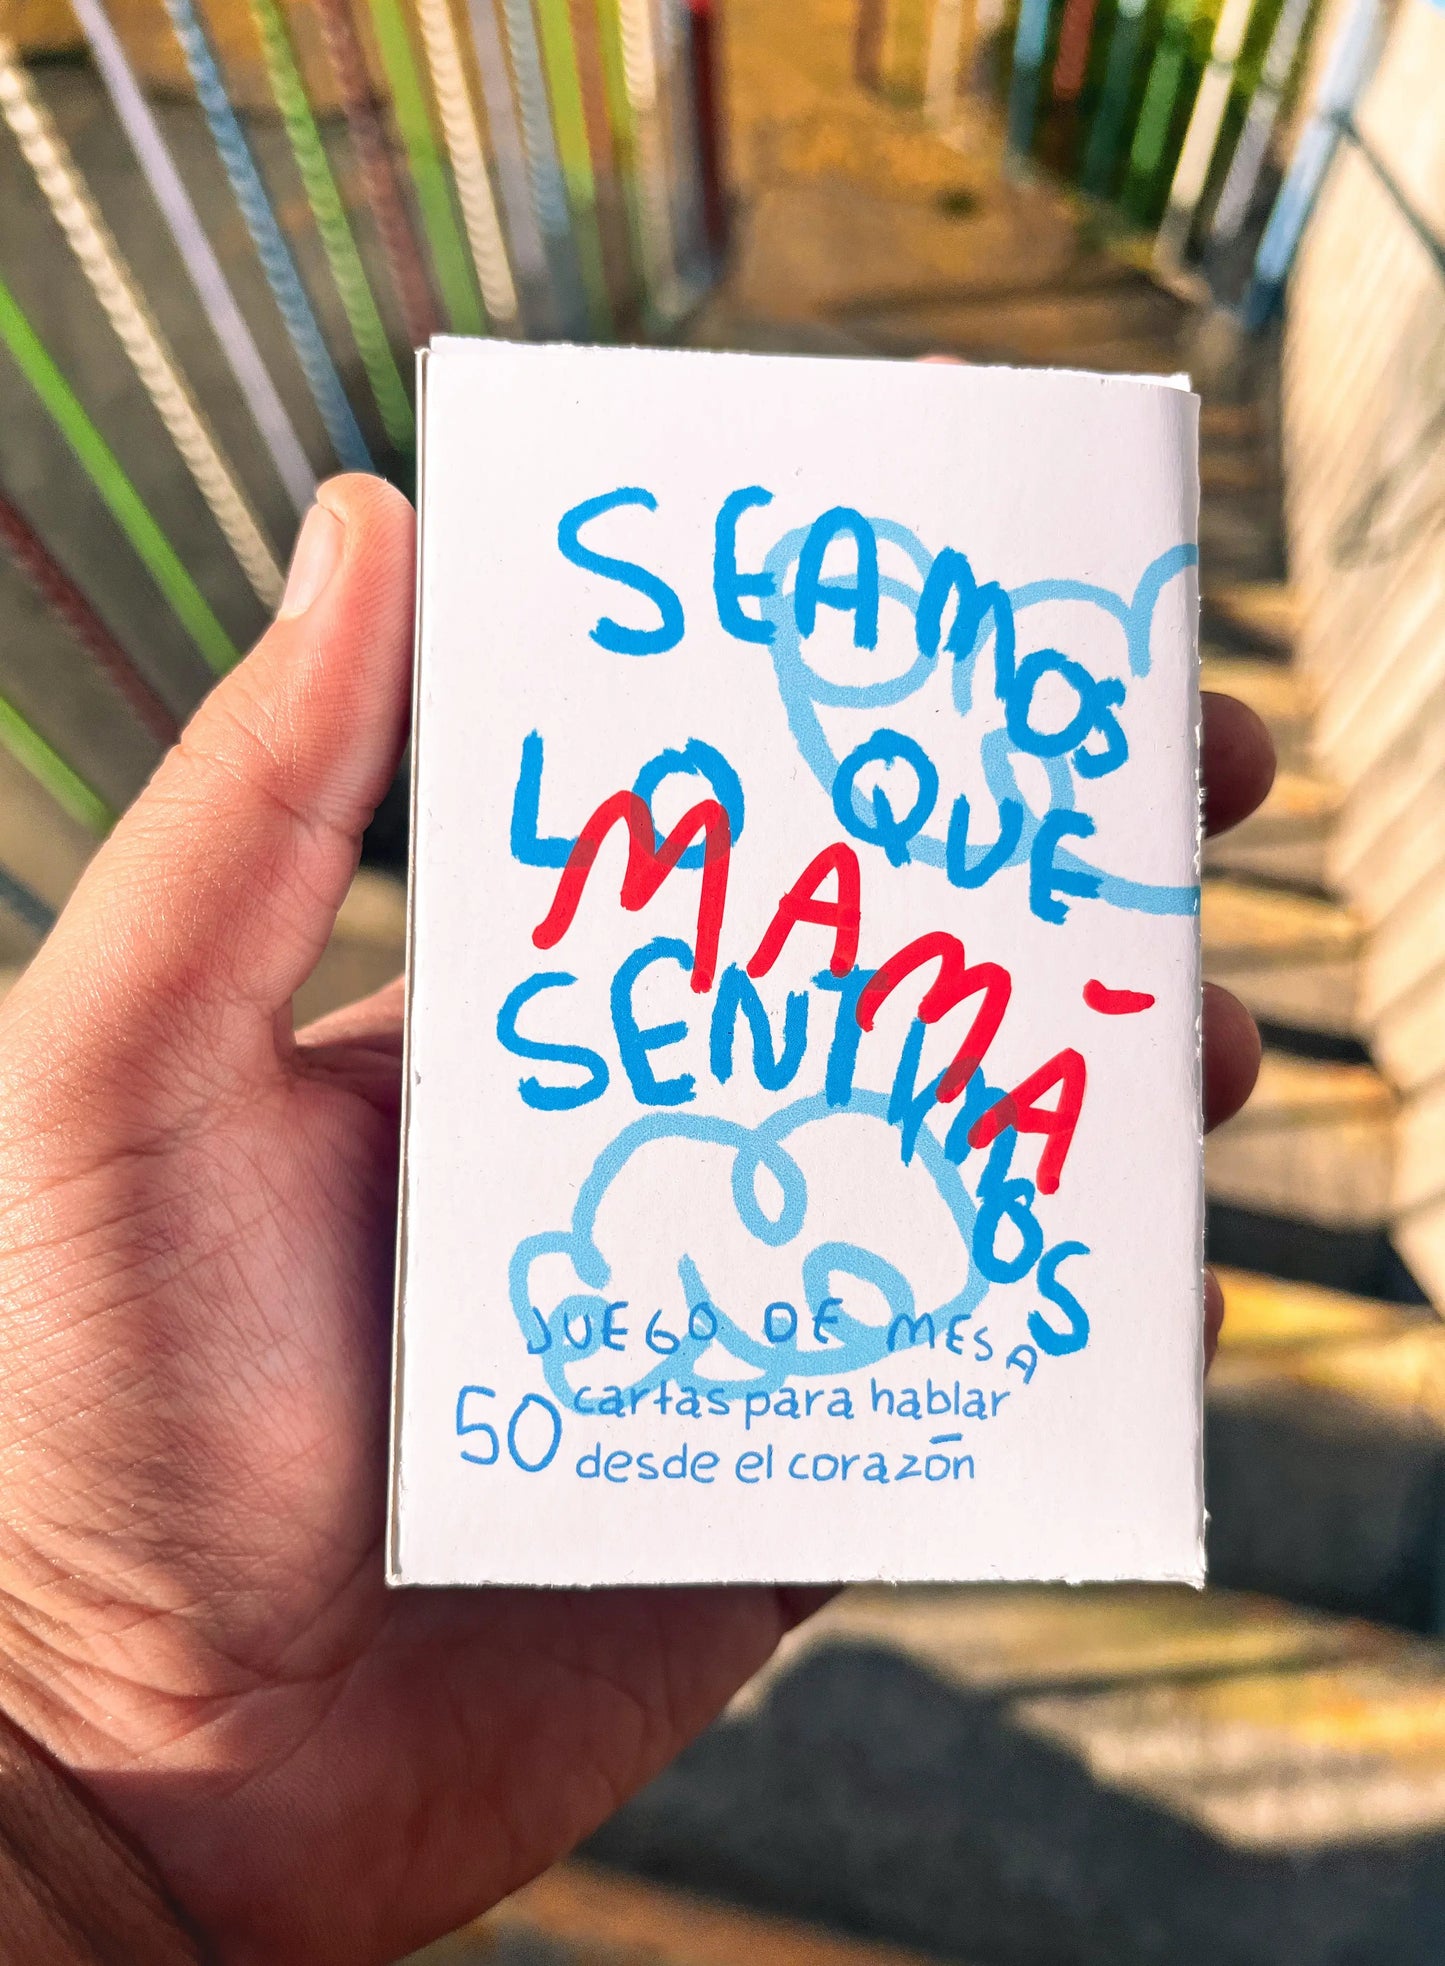 SEAMOS
LO QUE
MAMÁ
SENTIMOS
JUEGO DE MESA
50 cartas para hablar
desde el corazón